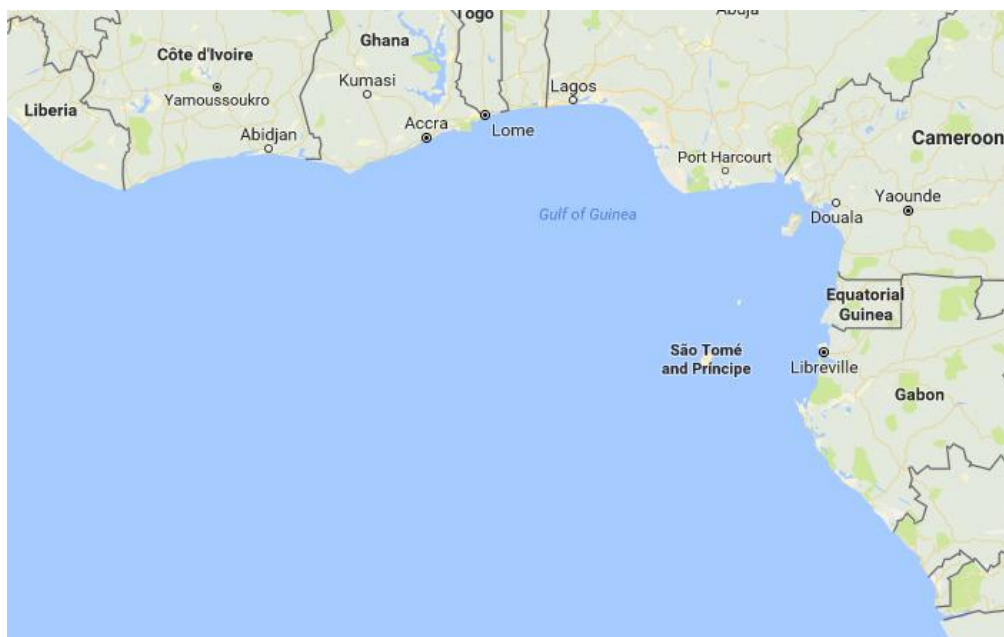 Togo
Abuja
Ghana
Côte d'Ivoire
Kumasi
Lagos
Yamoussoukro
Liberia
Accra
Lome
Abidjan
Cameroon
Port Harcourt
Yaounde
Gulf of Guinea
Douala
Equatorial
Guinea
São Tomé
and Príncipe
Libreville
Gabon